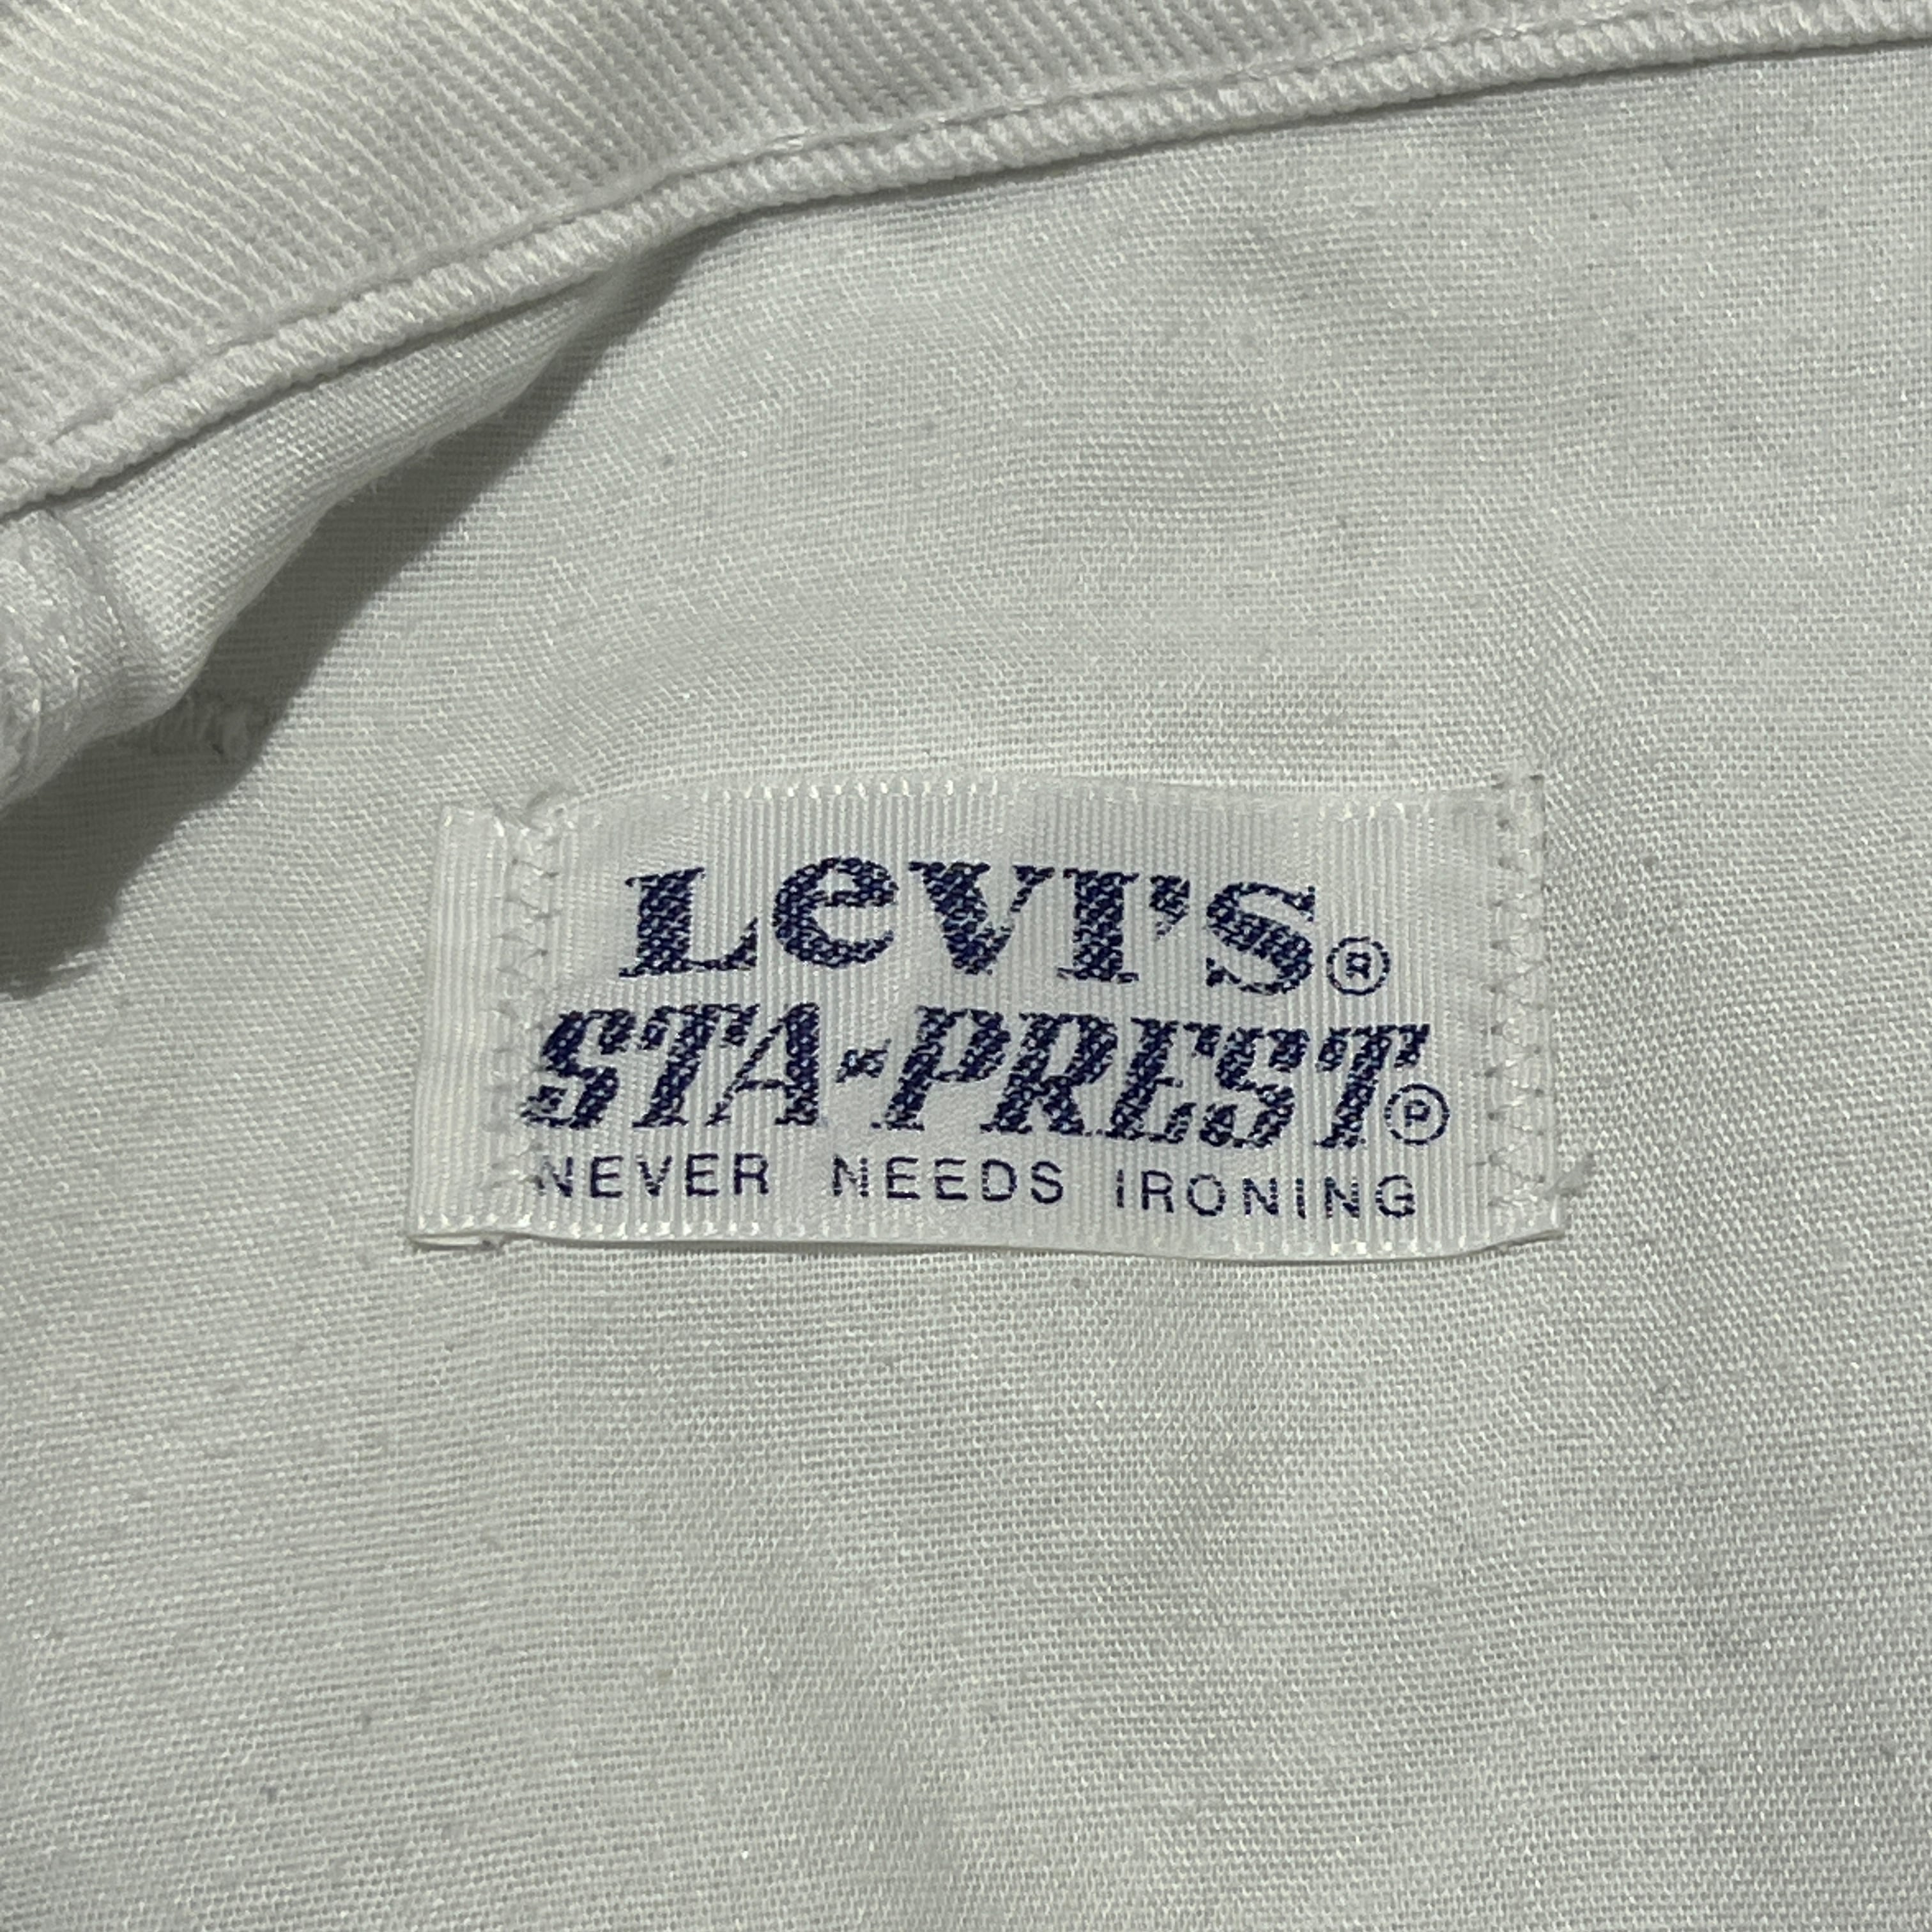 LeVI'S®
STA-PREST®
NEVER NEEDS IRONING